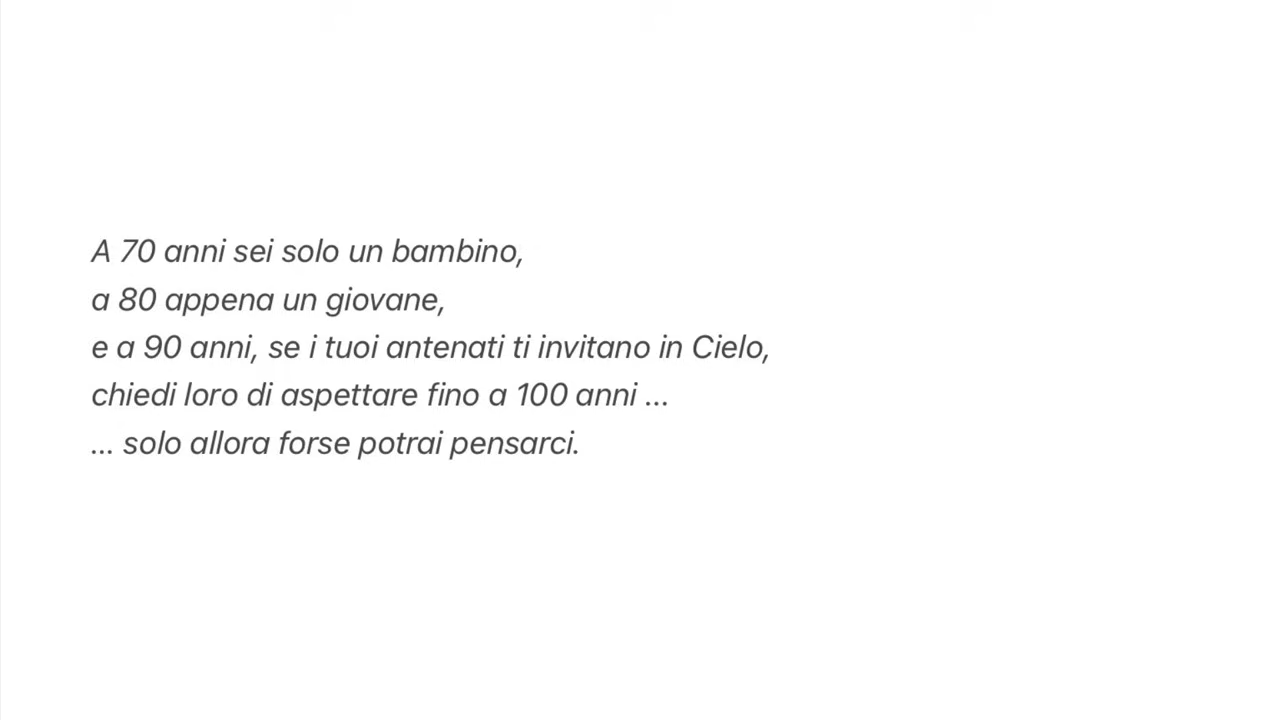 A 70 anni sei solo un bambino,
a 80 appena un giovane,
e a 90 anni, se i tuoi antenati ti invitano in Cielo,
chiedi loro di aspettare fino a 100 anni ...
... solo allora forse potrai pensarci.